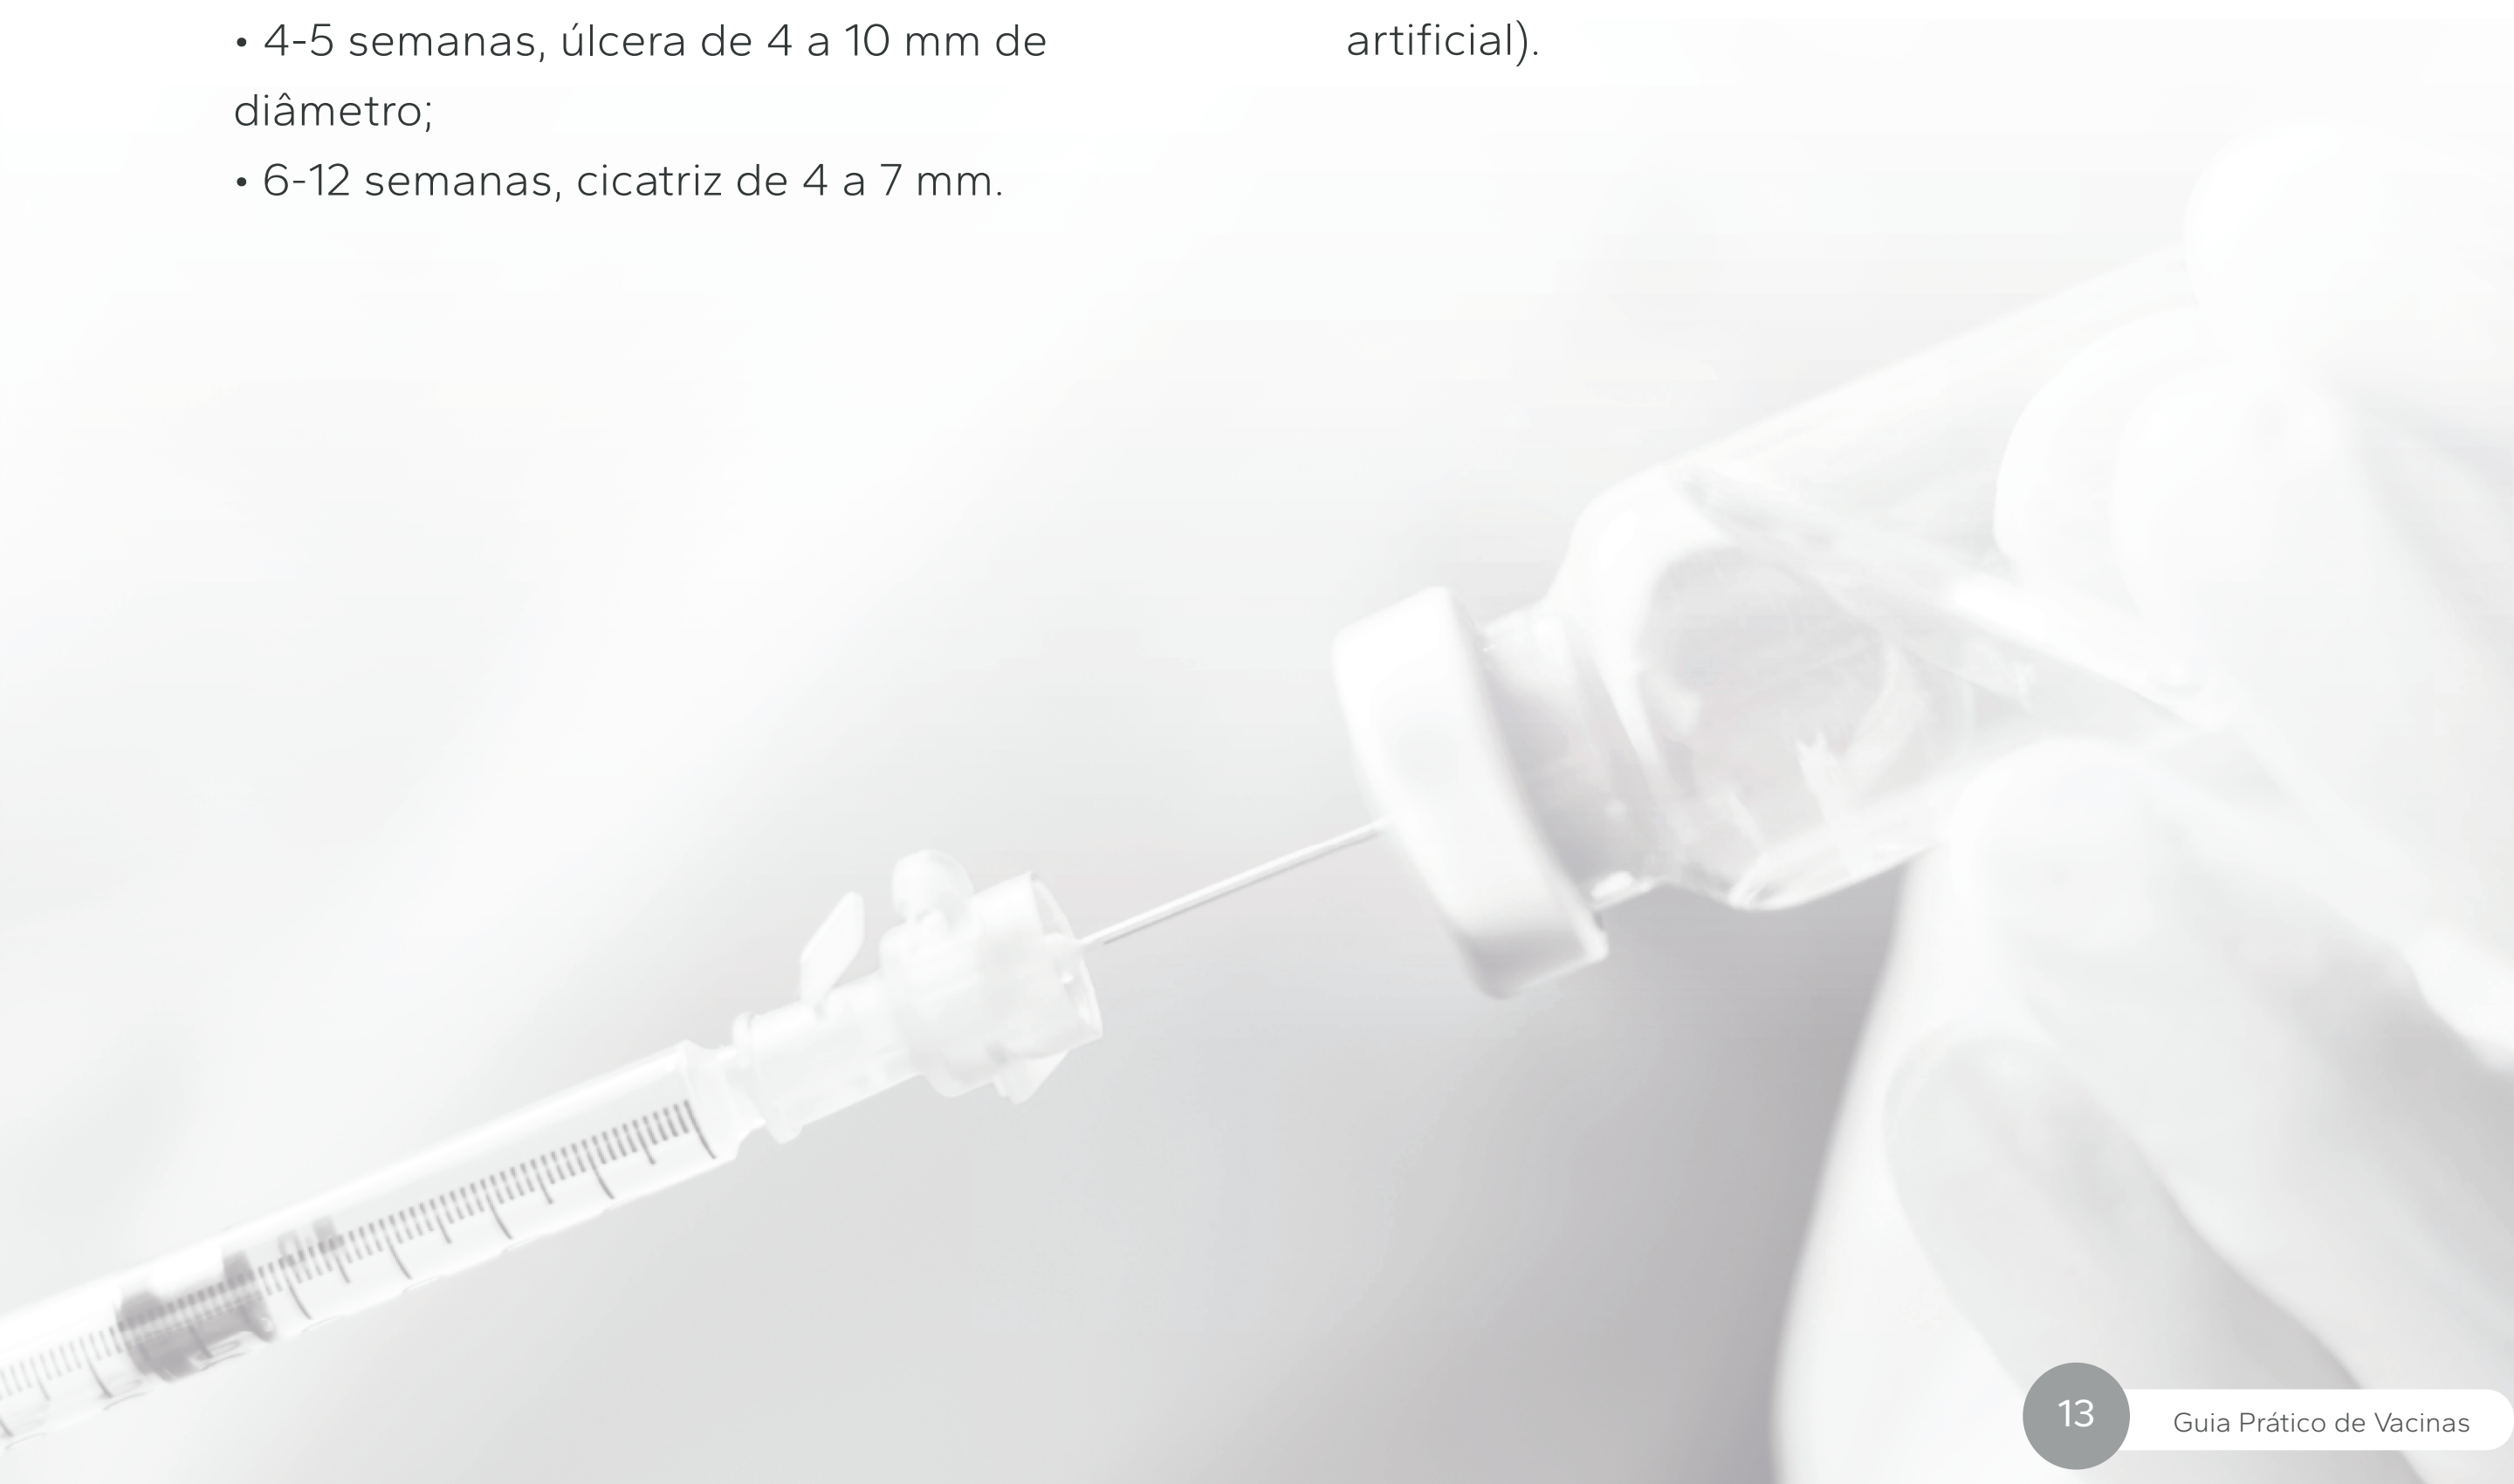 • 4-5 semanas, úlcera de 4 a 10 mm de
diâmetro;
• 6-12 semanas, cicatriz de 4 a 7 mm.
artificial).
13
Guia Prático de Vacinas